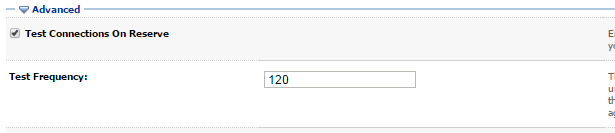 Advanced
Test Connections On Reserve
Test Frequency:
120